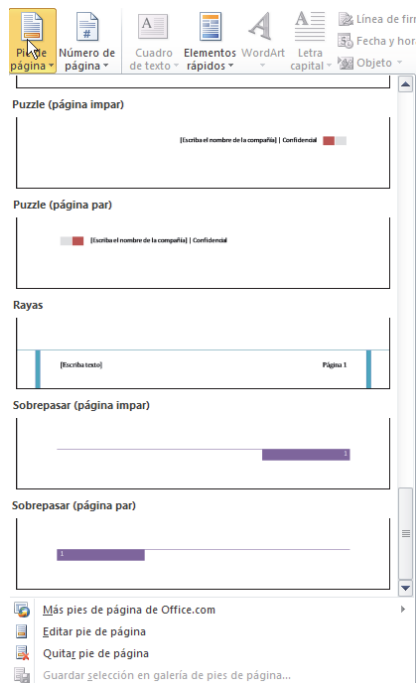 Pie de página
Número de página
Cuadro de texto
Elementos rápidos
WordArt
Letra capital
Línea de fir
Fecha y hor
Objeto
Puzzle (página impar)
[Escriba el nombre de la compañía] | Confidencial
Puzzle (página par)
[Escriba el nombre de la compañía] | Confidencial
Rayas
[Escriba texto] Página 1
Sobrepasar (página impar)
1
Sobrepasar (página par)
1
Más pies de página de Office.com
Editar pie de página
Quitar pie de página
Guardar selección en galería de pies de página...